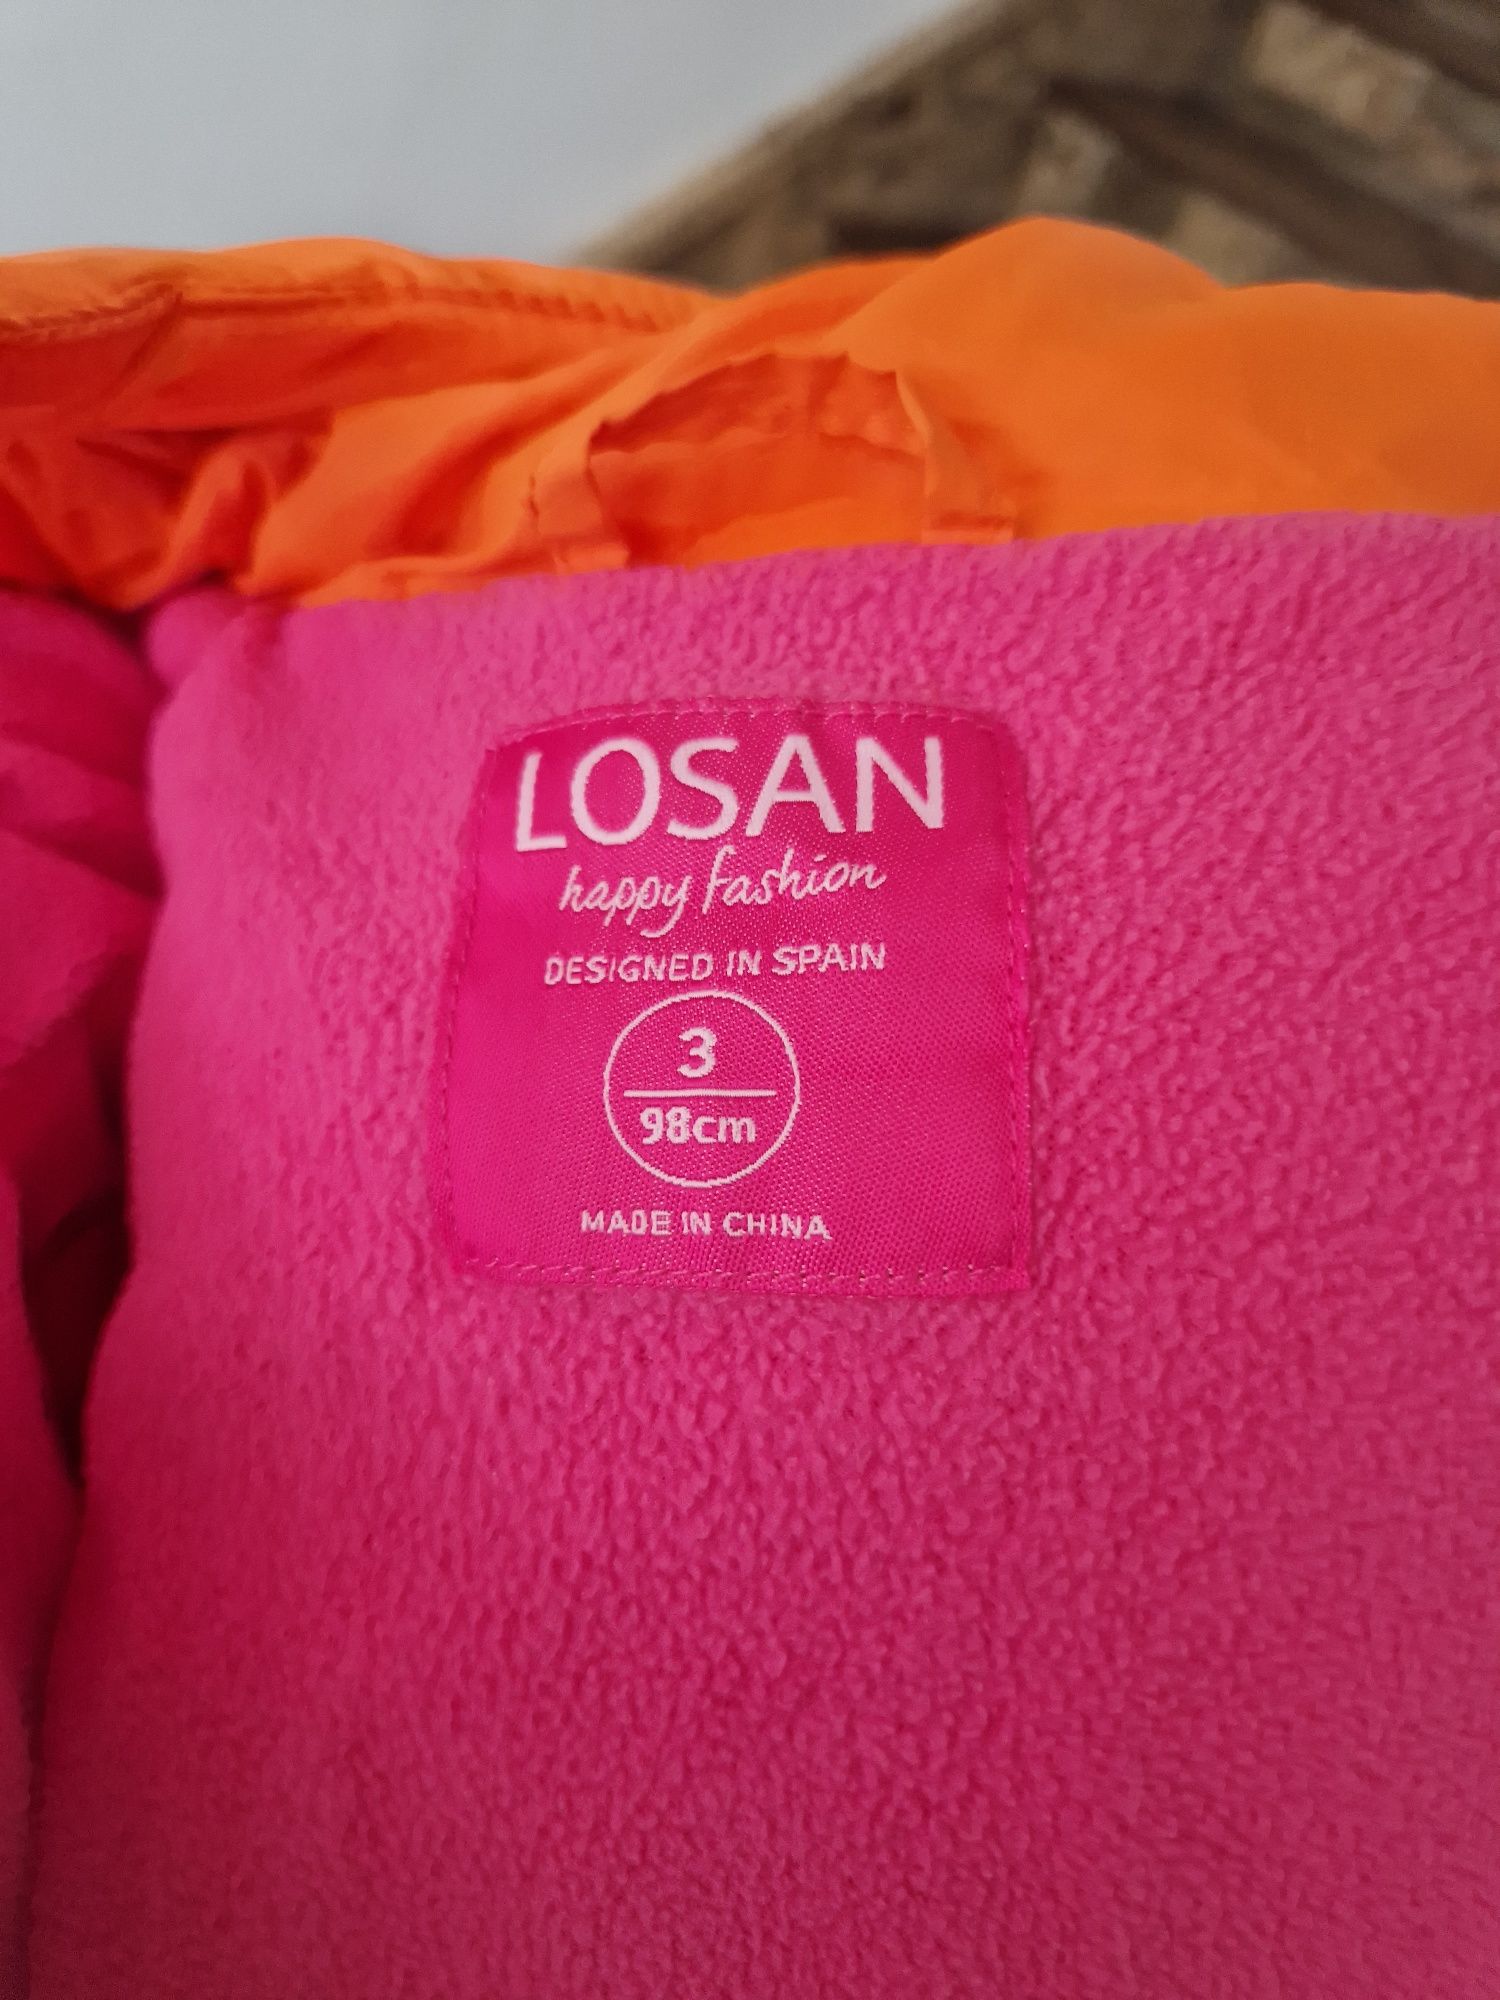 LOSAN
happy fashion
DESIGNED IN SPAIN
3
98cm
MADE IN CHINA